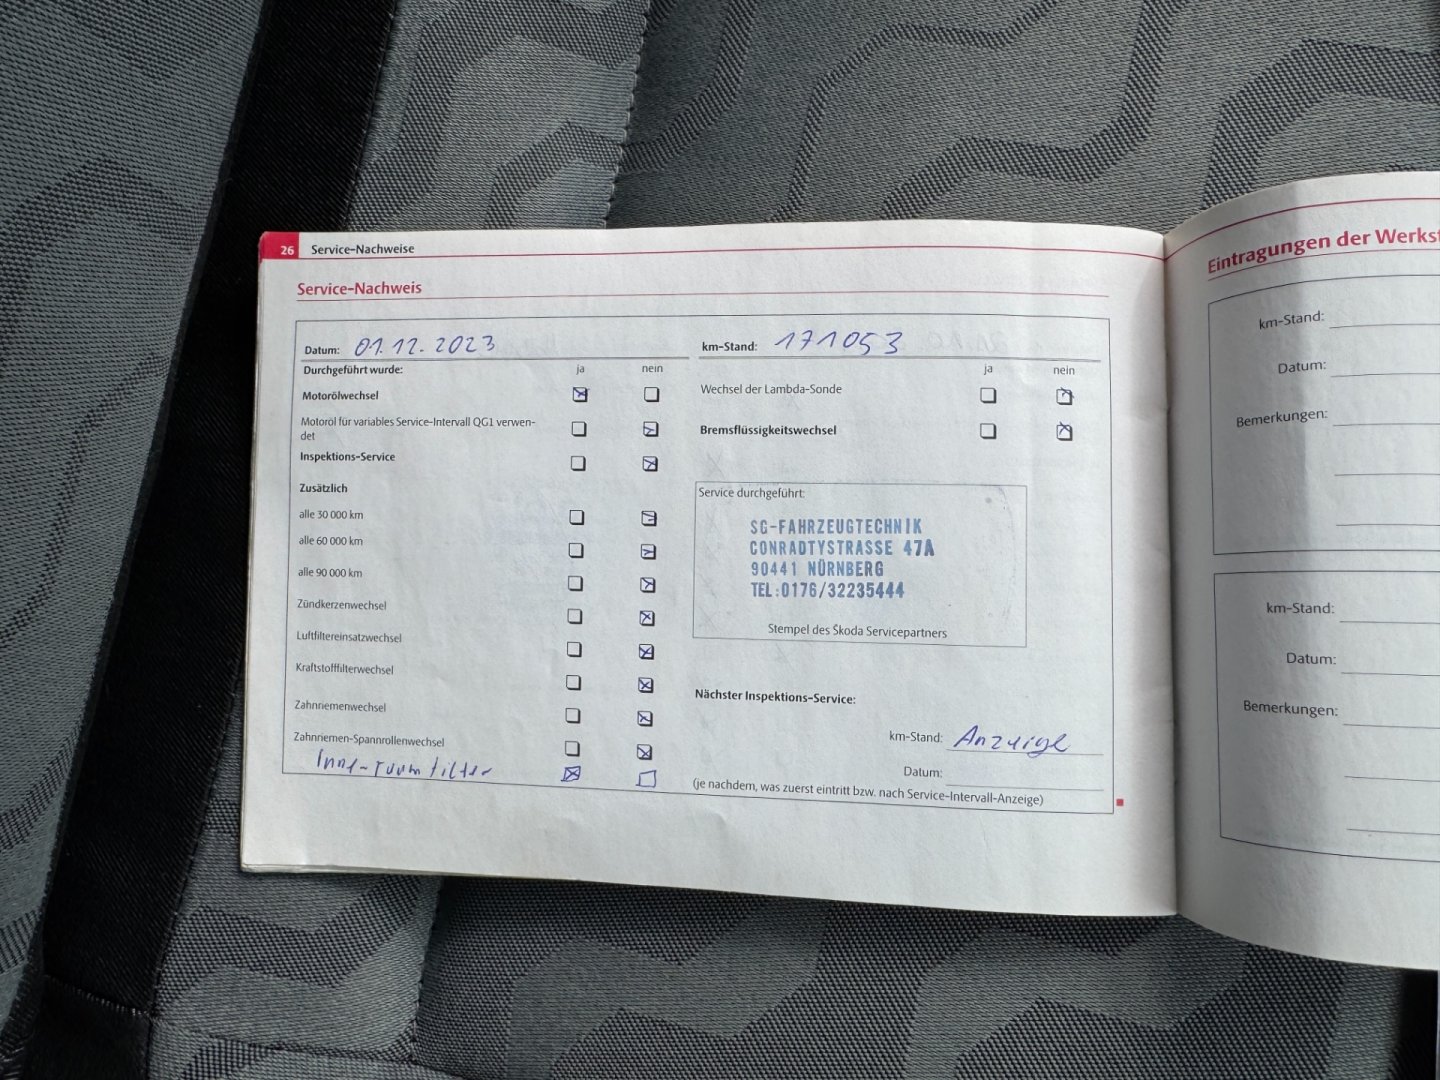 26 Service-Nachweise
Service-Nachweis
Datum: 01.12.2023
km-Stand: 171053
Durchgeführt wurde: ja nein
Motorölwechsel
Motoröl für variables Service-Intervall QG1 verwen-
det
Inspektions-Service
Zusätzlich
alle 30 000 km
alle 60 000 km
alle 90 000 km
Zündkerzenwechsel
Luftfiltereinsatzwechsel
Kraftstofffilterwechsel
Zahnriemenwechsel
Zahnriemen-Spannrollenwechsel
Innenraumfilter
ja nein
Wechsel der Lambda-Sonde
Bremsflüssigkeitswechsel
Service durchgeführt:
SG-FAHRZEUGTECHNIK
CONRADTYSTRASSE 47A
90441 NÜRNBERG
TEL:0176/32235444
Stempel des Škoda Servicepartners
Nächster Inspektions-Service:
km-Stand: Anzeige
Datum:
(je nachdem, was zuerst eintritt bzw. nach Service-Intervall-Anzeige)
Eintragungen der
km-Stand:
Datum:
Bemerkungen:
km-Stand:
Datum:
Bemerkungen: